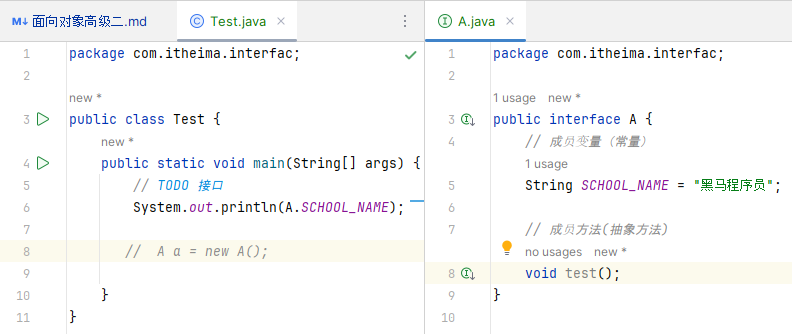 面向对象高级二.md
Test.java
1 package com.itheima.interfac;
2
new *
3 public class Test {
new *
4 public static void main(String[] args) {
5 // TODO 接口
6 System.out.println(A.SCHOOL_NAME);
7
8 // A a = new A();
9
10 }
11 }
A.java
1 package com.itheima.interfac;
2
1 usage new *
3 public interface A {
4 // 成员变量（常量）
1 usage
5 String SCHOOL_NAME = "黑马程序员";
6
7 // 成员方法(抽象方法)
no usages new *
8 void test();
9 }
10